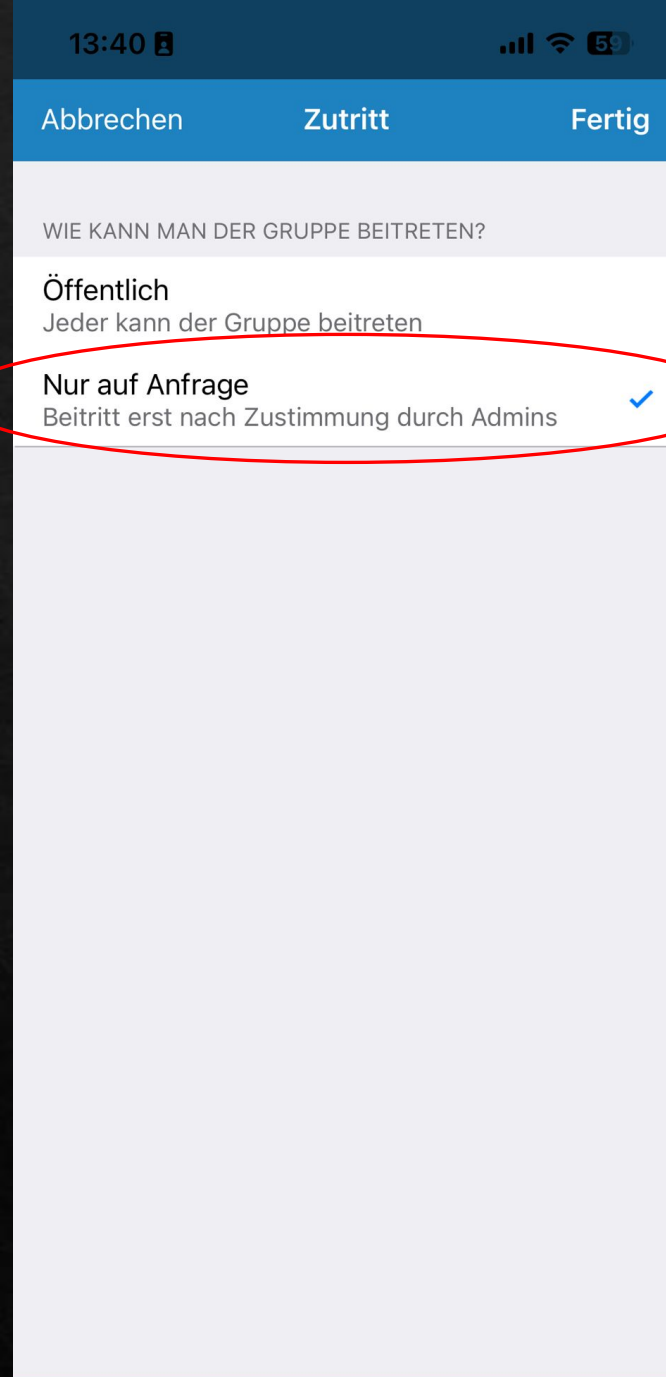 13:40 59
Abbrechen Zutritt Fertig
WIE KANN MAN DER GRUPPE BEITRETEN?
Öffentlich
Jeder kann der Gruppe beitreten
Nur auf Anfrage
Beitritt erst nach Zustimmung durch Admins